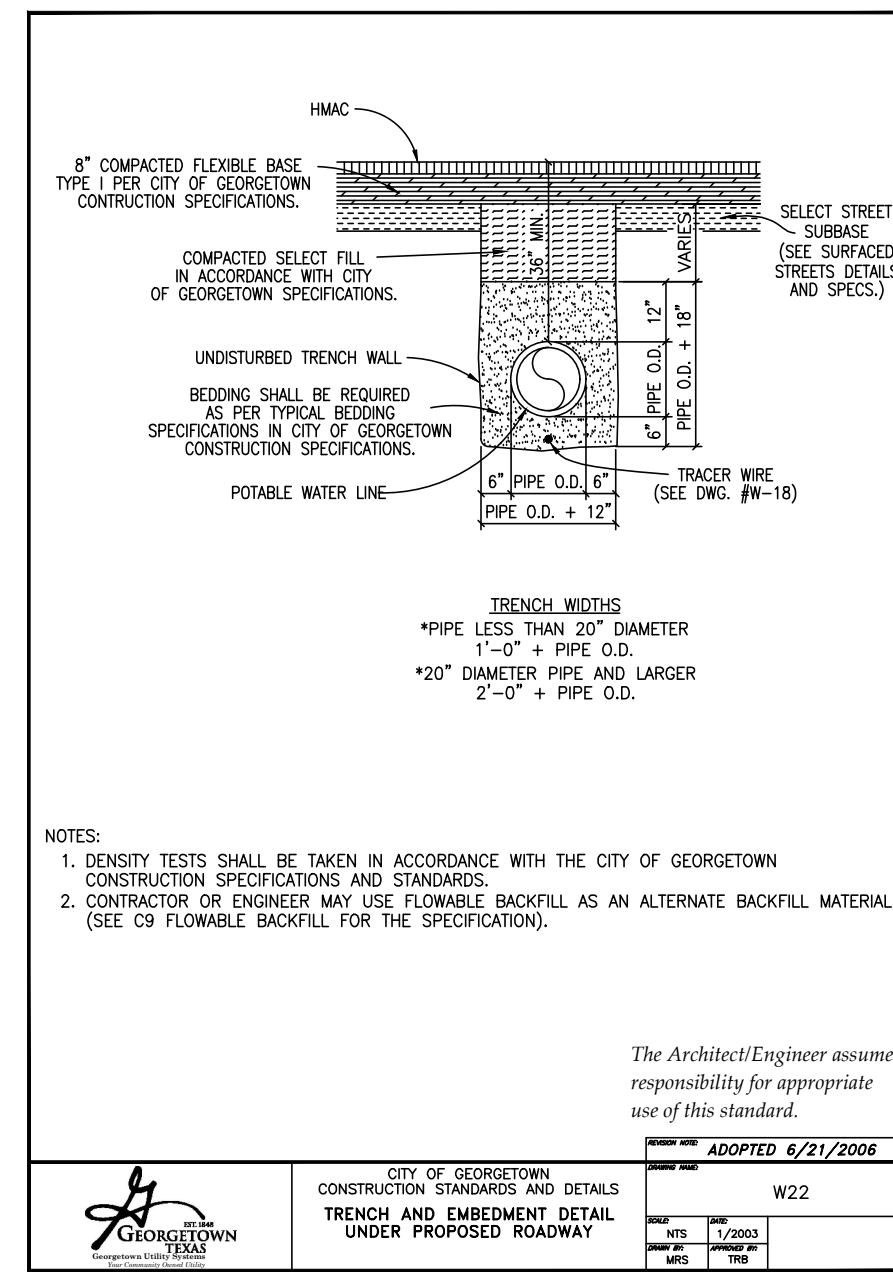 HMAC
8" COMPACTED FLEXIBLE BASE
TYPE I PER CITY OF GEORGETOWN
CONTRUCTION SPECIFICATIONS.
SELECT STREET
SUBBASE
(SEE SURFACED
STREETS DETAILS
AND SPECS.)
36" MIN.
VARIES
COMPACTED SELECT FILL
IN ACCORDANCE WITH CITY
OF GEORGETOWN SPECIFICATIONS.
12"
PIPE O.D.
6"
PIPE O.D. + 18"
UNDISTURBED TRENCH WALL
BEDDING SHALL BE REQUIRED
AS PER TYPICAL BEDDING
SPECIFICATIONS IN CITY OF GEORGETOWN
CONSTRUCTION SPECIFICATIONS.
POTABLE WATER LINE
TRACER WIRE
(SEE DWG. #W-18)
6" PIPE O.D. 6"
PIPE O.D. + 12"
TRENCH WIDTHS
*PIPE LESS THAN 20" DIAMETER
1'-0" + PIPE O.D.
*20" DIAMETER PIPE AND LARGER
2'-0" + PIPE O.D.
NOTES:
1. DENSITY TESTS SHALL BE TAKEN IN ACCORDANCE WITH THE CITY OF GEORGETOWN
CONSTRUCTION SPECIFICATIONS AND STANDARDS.
2. CONTRACTOR OR ENGINEER MAY USE FLOWABLE BACKFILL AS AN ALTERNATE BACKFILL MATERIAL
(SEE C9 FLOWABLE BACKFILL FOR THE SPECIFICATION).
The Architect/Engineer assume
responsibility for appropriate
use of this standard.
REVISION NOTE: ADOPTED 6/21/2006
DRAWING NAME:
W22
SCALE: NTS
DATE: 1/2003
DRAWN BY: MRS
APPROVED BY: TRB
CITY OF GEORGETOWN
CONSTRUCTION STANDARDS AND DETAILS
TRENCH AND EMBEDMENT DETAIL
UNDER PROPOSED ROADWAY
EST. 1848
GEORGETOWN
TEXAS
Georgetown Utility Systems
Your Community Owned Utility